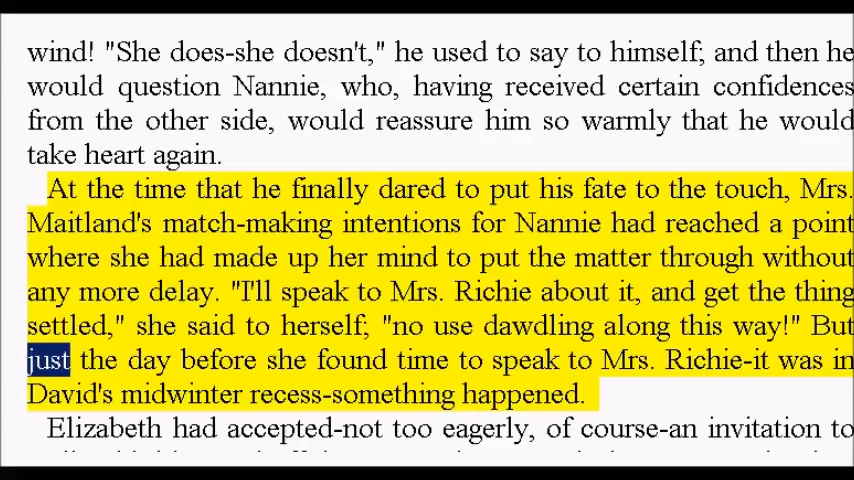 wind! "She does-she doesn't," he used to say to himself; and then he
would question Nannie, who, having received certain confidences
from the other side, would reassure him so warmly that he would
take heart again.
At the time that he finally dared to put his fate to the touch, Mrs.
Maitland's match-making intentions for Nannie had reached a point
where she had made up her mind to put the matter through without
any more delay. "I'll speak to Mrs. Richie about it, and get the thing
settled," she said to herself; "no use dawdling along this way!" But
just the day before she found time to speak to Mrs. Richie-it was in
David's midwinter recess-something happened.
Elizabeth had accepted-not too eagerly, of course-an invitation to